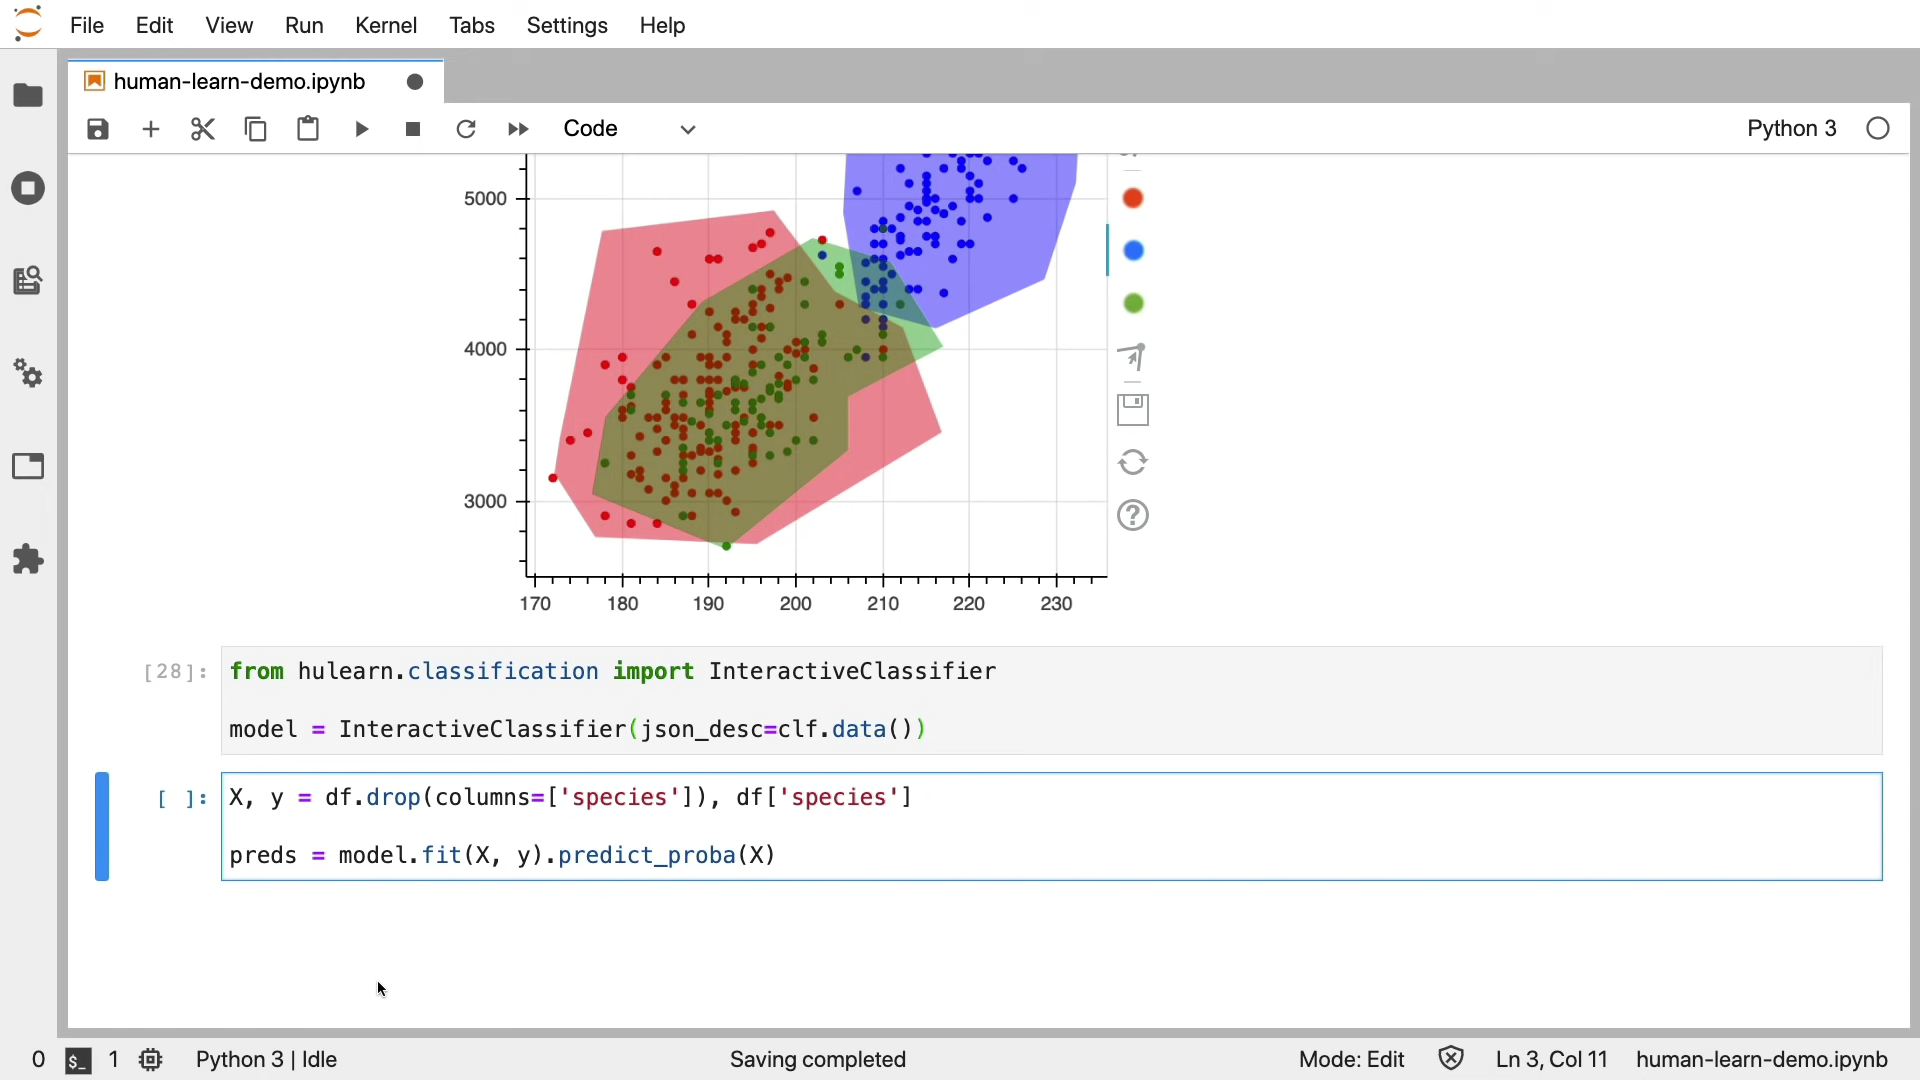 File Edit View Run Kernel Tabs Settings Help
human-learn-demo.ipynb
Code Python 3
5000
4000
3000
170 180 190 200 210 220 230
[28]: from hulearn.classification import InteractiveClassifier
model = InteractiveClassifier(json_desc=clf.data())
[ ]: X, y = df.drop(columns=['species']), df['species']
preds = model.fit(X, y).predict_proba(X)
0 $_ 1 Python 3 | Idle Saving completed Mode: Edit Ln 3, Col 11 human-learn-demo.ipynb